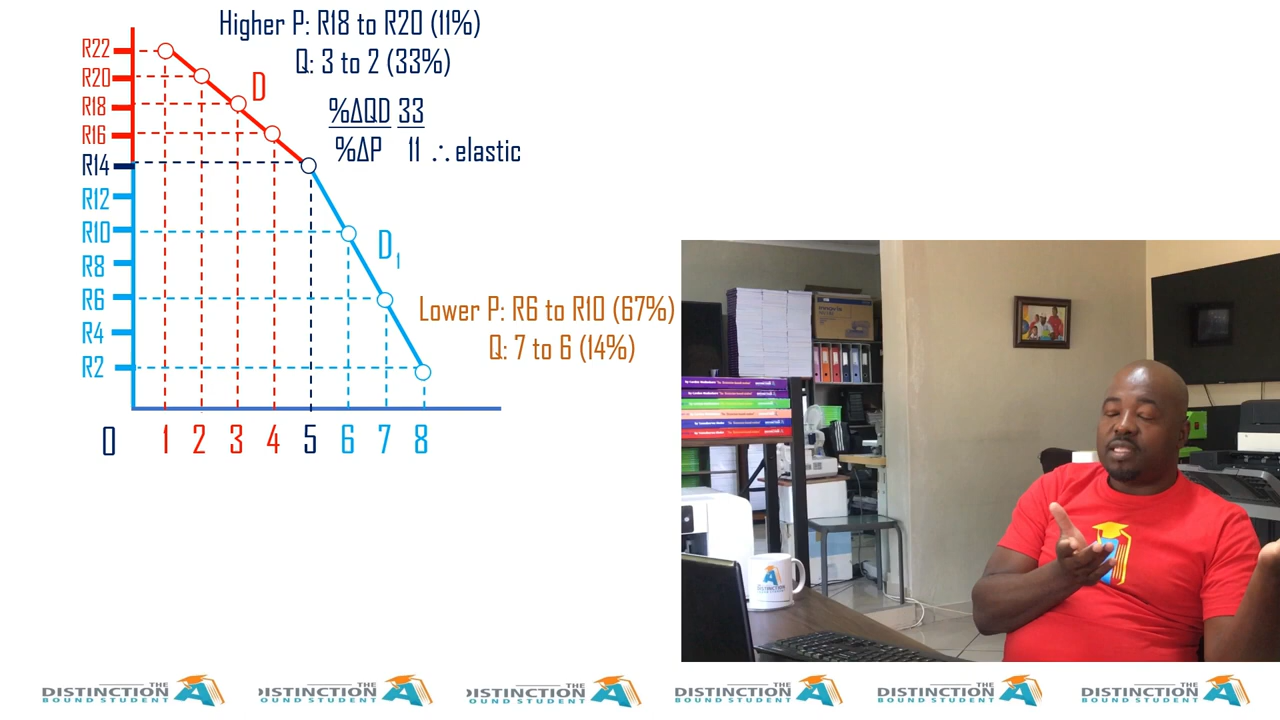 Higher P: R18 to R20 (11%)
Q: 3 to 2 (33%)
R22
R20
R18
R16
R14
R12
R10
R8
R6
R4
R2
D
%ΔQD 33
%ΔP 11 ∴ elastic
D1
Lower P: R6 to R10 (67%)
Q: 7 to 6 (14%)
0 1 2 3 4 5 6 7 8
A
DISTINCTION
THE
DISTINCTION A
BOUND STUDENT
THE
DISTINCTION A
BOUND STUDENT
THE
DISTINCTION A
BOUND STUDENT
THE
DISTINCTION A
BOUND STUDENT
THE
DISTINCTION A
BOUND STUDENT
THE
DISTINCTION A
BOUND STUDENT